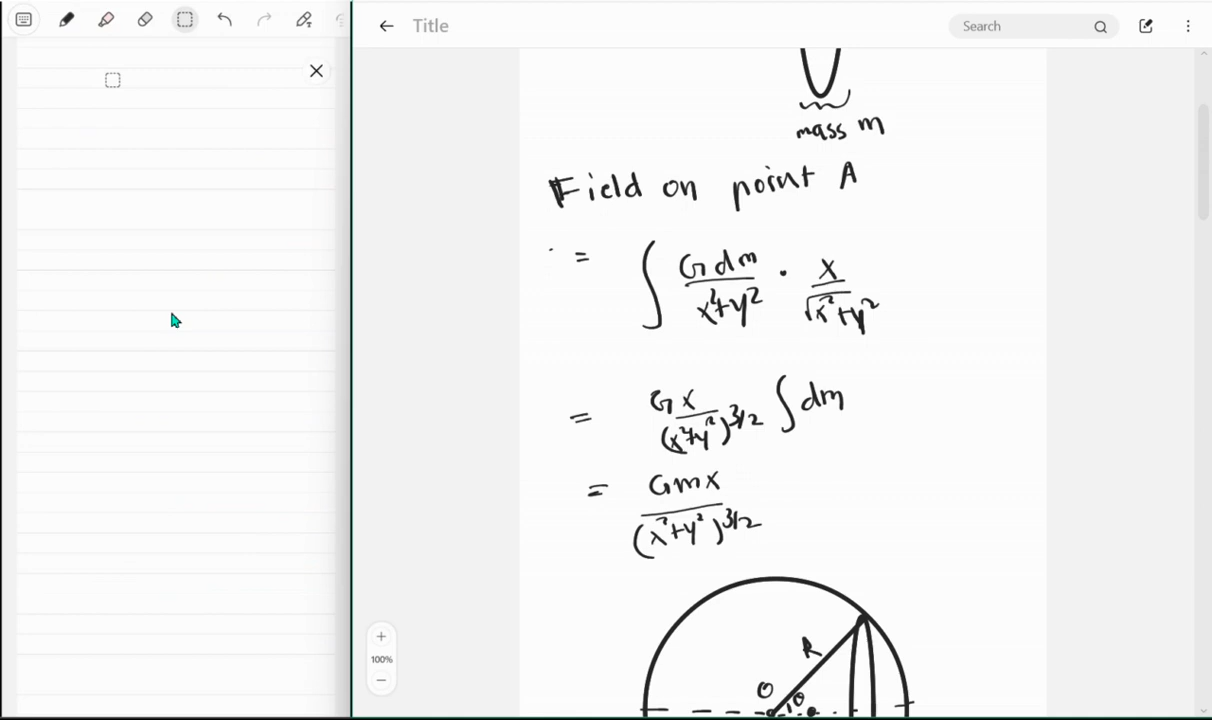 Title
Search
mass m
Field on point A
= ∫ G dm / x²+y² · x / √x²+y²
= Gx / (x²+y²)^3/2 ∫ dm
= Gmx / (x²+y²)^3/2
R
O θ
100%